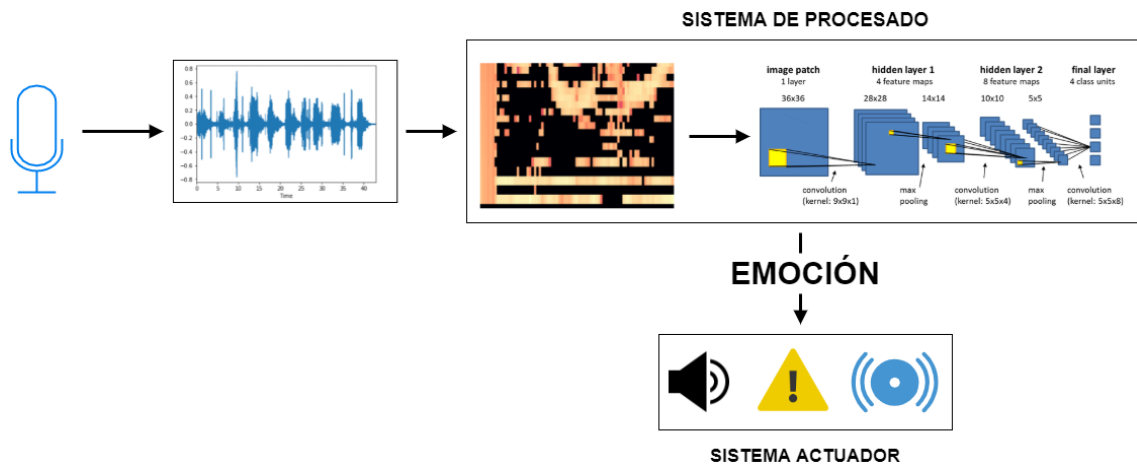 SISTEMA DE PROCESADO
0.8
0.6
0.4
0.2
0.0
−0.2
−0.4
−0.6
−0.8
0 5 10 15 20 25 30 35 40
Time
image patch hidden layer 1 hidden layer 2 final layer
1 layer 4 feature maps 8 feature maps 4 class units
36x36 28x28 14x14 10x10 5x5
convolution max convolution max convolution
(kernel: 9x9x1) pooling (kernel: 5x5x4) pooling (kernel: 5x5x8)
EMOCIÓN
!
SISTEMA ACTUADOR